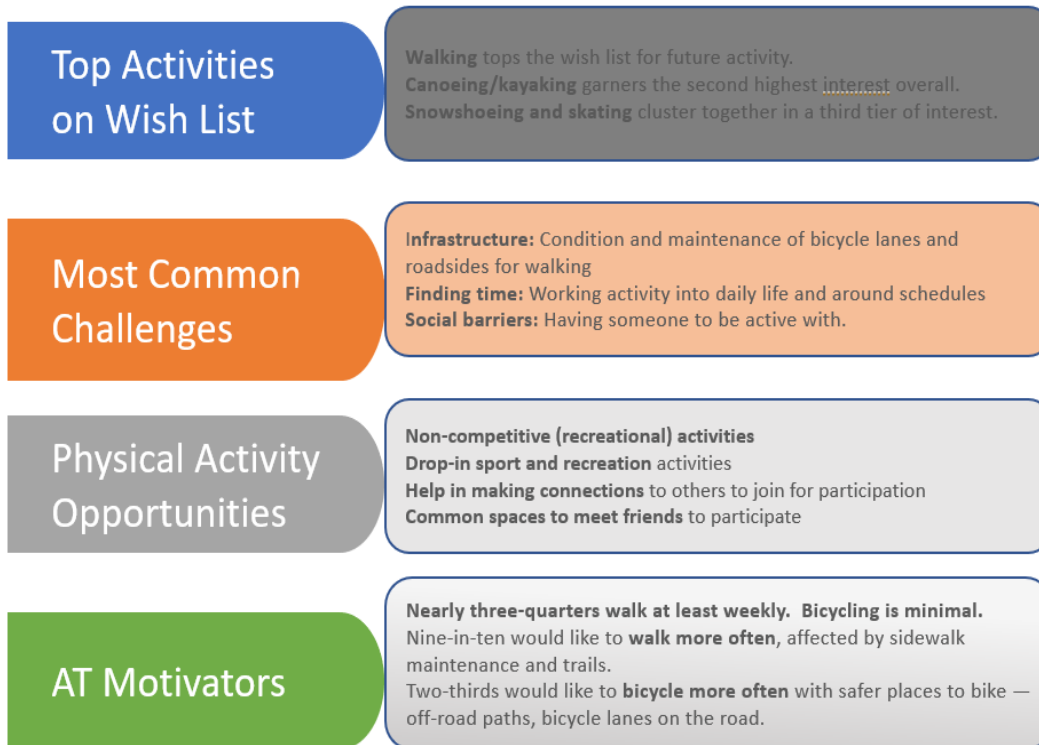 Top Activities
on Wish List
Walking tops the wish list for future activity.
Canoeing/kayaking garners the second highest interest overall.
Snowshoeing and skating cluster together in a third tier of interest.
Most Common
Challenges
Infrastructure: Condition and maintenance of bicycle lanes and
roadsides for walking
Finding time: Working activity into daily life and around schedules
Social barriers: Having someone to be active with.
Physical Activity
Opportunities
Non-competitive (recreational) activities
Drop-in sport and recreation activities
Help in making connections to others to join for participation
Common spaces to meet friends to participate
AT Motivators
Nearly three-quarters walk at least weekly.  Bicycling is minimal.
Nine-in-ten would like to walk more often, affected by sidewalk
maintenance and trails.
Two-thirds would like to bicycle more often with safer places to bike —
off-road paths, bicycle lanes on the road.